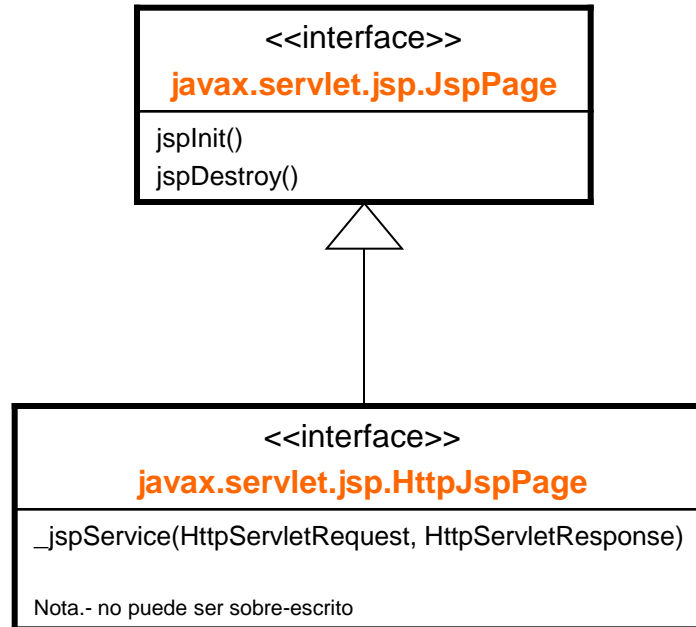 <<interface>>
javax.servlet.jsp.JspPage
jspInit()
jspDestroy()
<<interface>>
javax.servlet.jsp.HttpJspPage
_jspService(HttpServletRequest, HttpServletResponse)
Nota.- no puede ser sobre-escrito